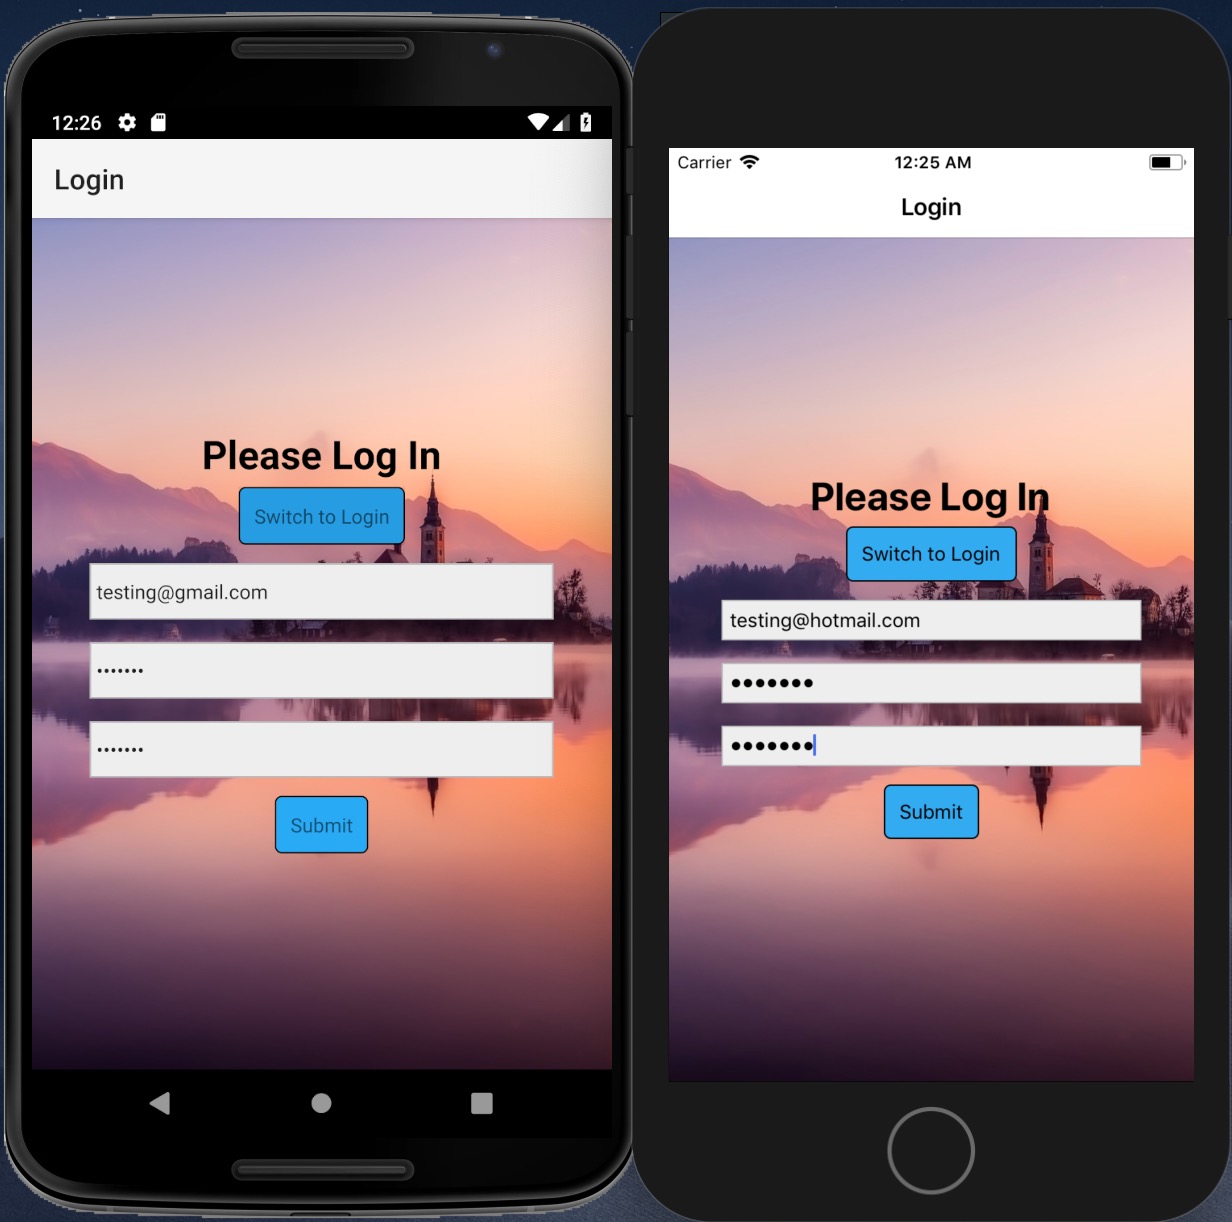 12:26
Login
Please Log In
Switch to Login
testing@gmail.com
•••••••
•••••••
Submit
Carrier
12:25 AM
Login
Please Log In
Switch to Login
testing@hotmail.com
•••••••
•••••••
Submit